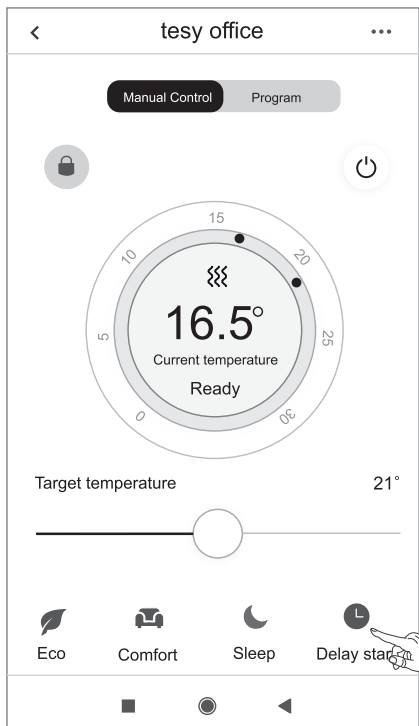 tesy office
Manual Control Program
15
10 20
5 25
0 30
16.5°
Current temperature
Ready
Target temperature 21°
Eco Comfort Sleep Delay star